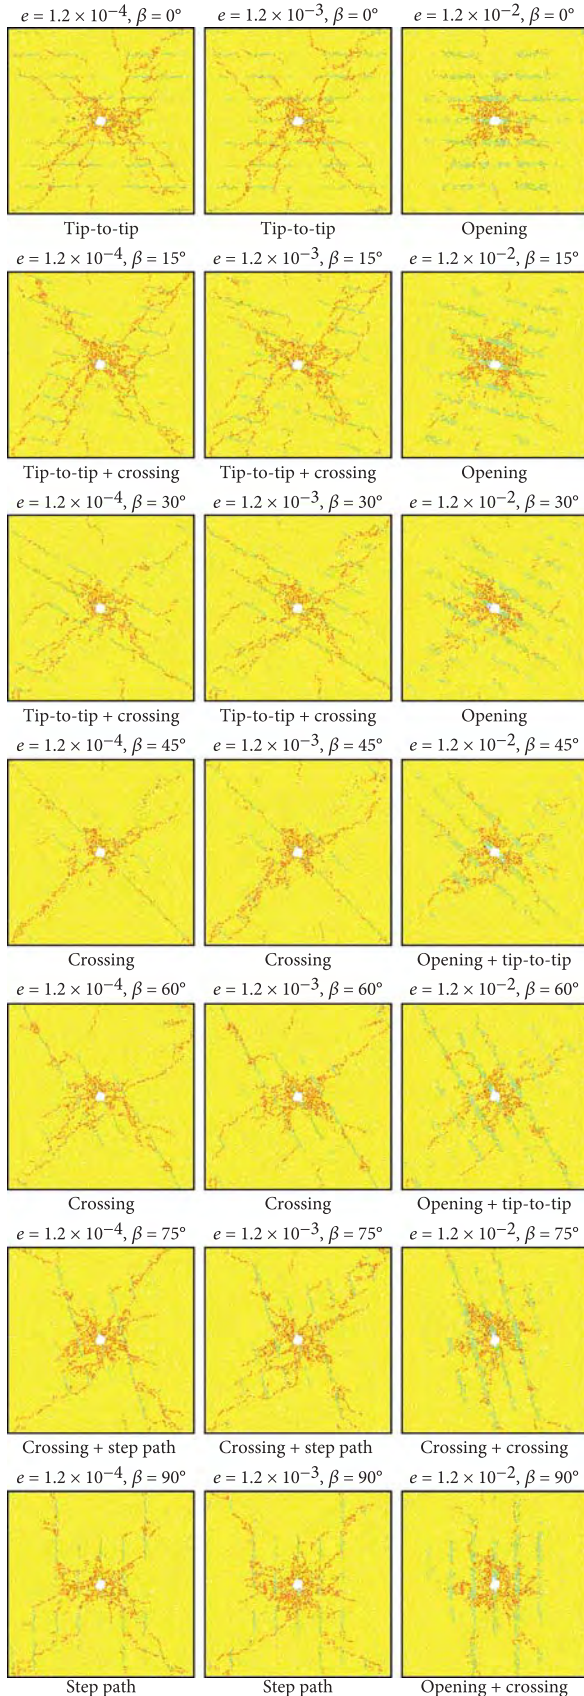 e = 1.2 × 10⁻⁴, β = 0° e = 1.2 × 10⁻³, β = 0° e = 1.2 × 10⁻², β = 0°
Tip-to-tip Tip-to-tip Opening
e = 1.2 × 10⁻⁴, β = 15° e = 1.2 × 10⁻³, β = 15° e = 1.2 × 10⁻², β = 15°
Tip-to-tip + crossing Tip-to-tip + crossing Opening
e = 1.2 × 10⁻⁴, β = 30° e = 1.2 × 10⁻³, β = 30° e = 1.2 × 10⁻², β = 30°
Tip-to-tip + crossing Tip-to-tip + crossing Opening
e = 1.2 × 10⁻⁴, β = 45° e = 1.2 × 10⁻³, β = 45° e = 1.2 × 10⁻², β = 45°
Crossing Crossing Opening + tip-to-tip
e = 1.2 × 10⁻⁴, β = 60° e = 1.2 × 10⁻³, β = 60° e = 1.2 × 10⁻², β = 60°
Crossing Crossing Opening + tip-to-tip
e = 1.2 × 10⁻⁴, β = 75° e = 1.2 × 10⁻³, β = 75° e = 1.2 × 10⁻², β = 75°
Crossing + step path Crossing + step path Crossing + crossing
e = 1.2 × 10⁻⁴, β = 90° e = 1.2 × 10⁻³, β = 90° e = 1.2 × 10⁻², β = 90°
Step path Step path Opening + crossing